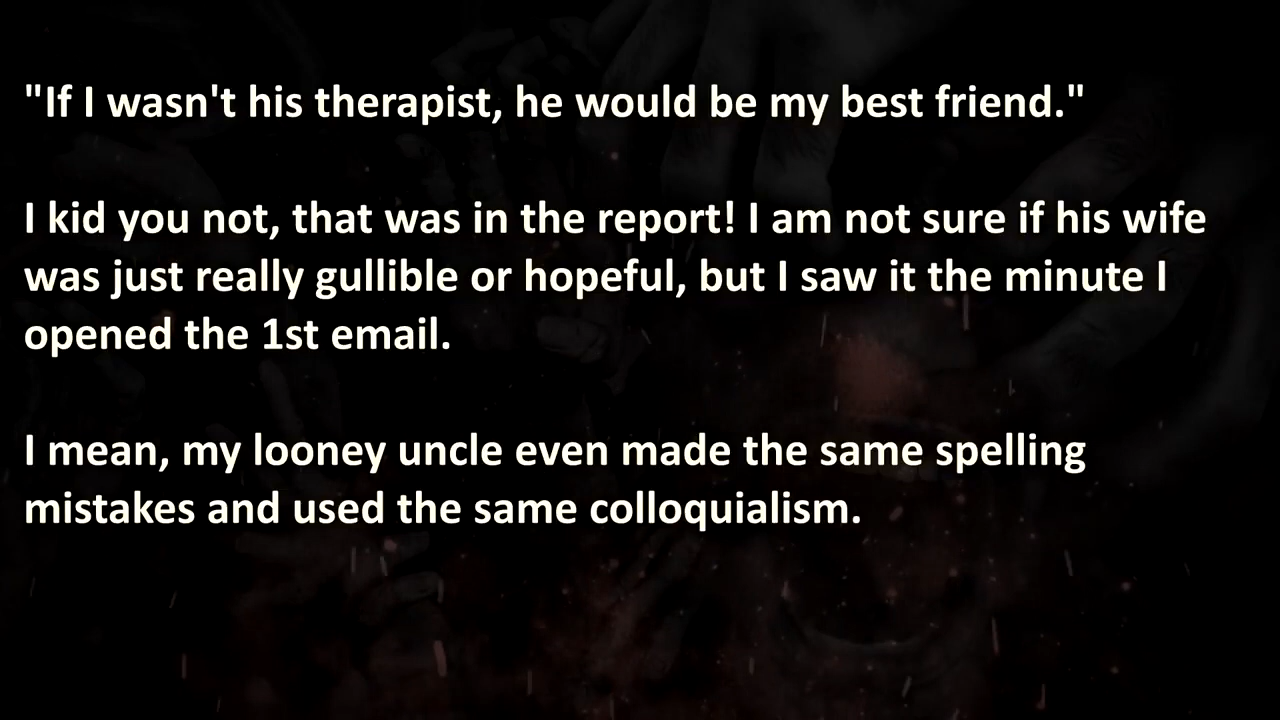 "If I wasn't his therapist, he would be my best friend."
I kid you not, that was in the report! I am not sure if his wife
was just really gullible or hopeful, but I saw it the minute I
opened the 1st email.
I mean, my looney uncle even made the same spelling
mistakes and used the same colloquialism.